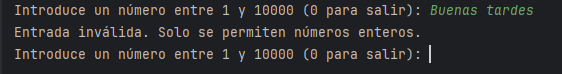 Introduce un número entre 1 y 10000 (0 para salir): Buenas tardes
Entrada inválida. Solo se permiten números enteros.
Introduce un número entre 1 y 10000 (0 para salir):